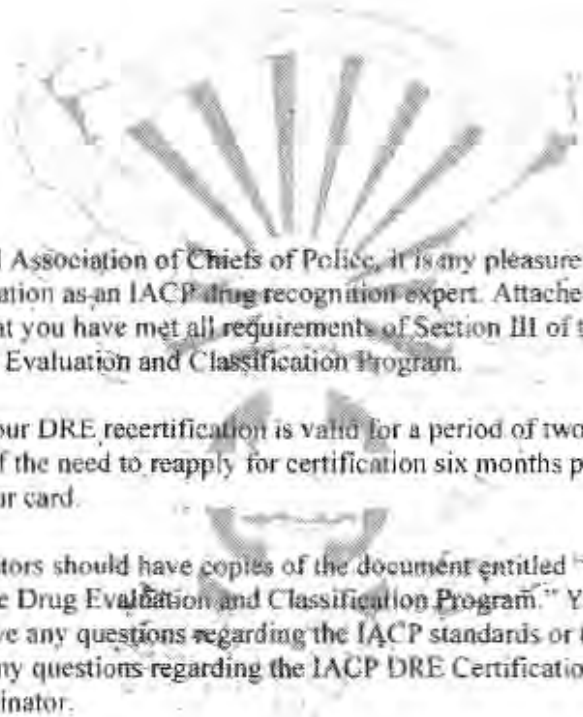 Association of Chiefs of Police, it is my pleasure
ation as an IACP drug recognition expert. Attache
t you have met all requirements of Section III of t
Evaluation and Classification Program.
our DRE recertification is valid for a period of two
f the need to reapply for certification six months p
ur card.
tors should have copies of the document entitled "
e Drug Evaluation and Classification Program." Y
ve any questions regarding the IACP standards or t
ny questions regarding the IACP DRE Certificatio
inator.